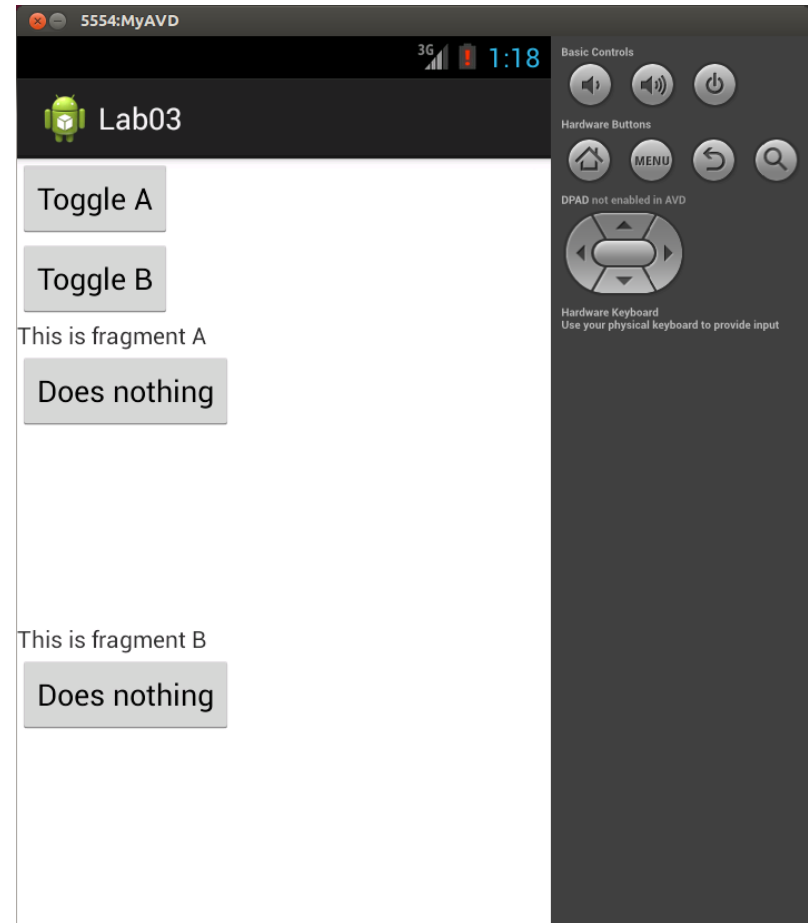 5554:MyAVD
3G 1:18
Lab03
Toggle A
Toggle B
This is fragment A
Does nothing
This is fragment B
Does nothing
Basic Controls
Hardware Buttons
MENU
DPAD not enabled in AVD
Hardware Keyboard
Use your physical keyboard to provide input